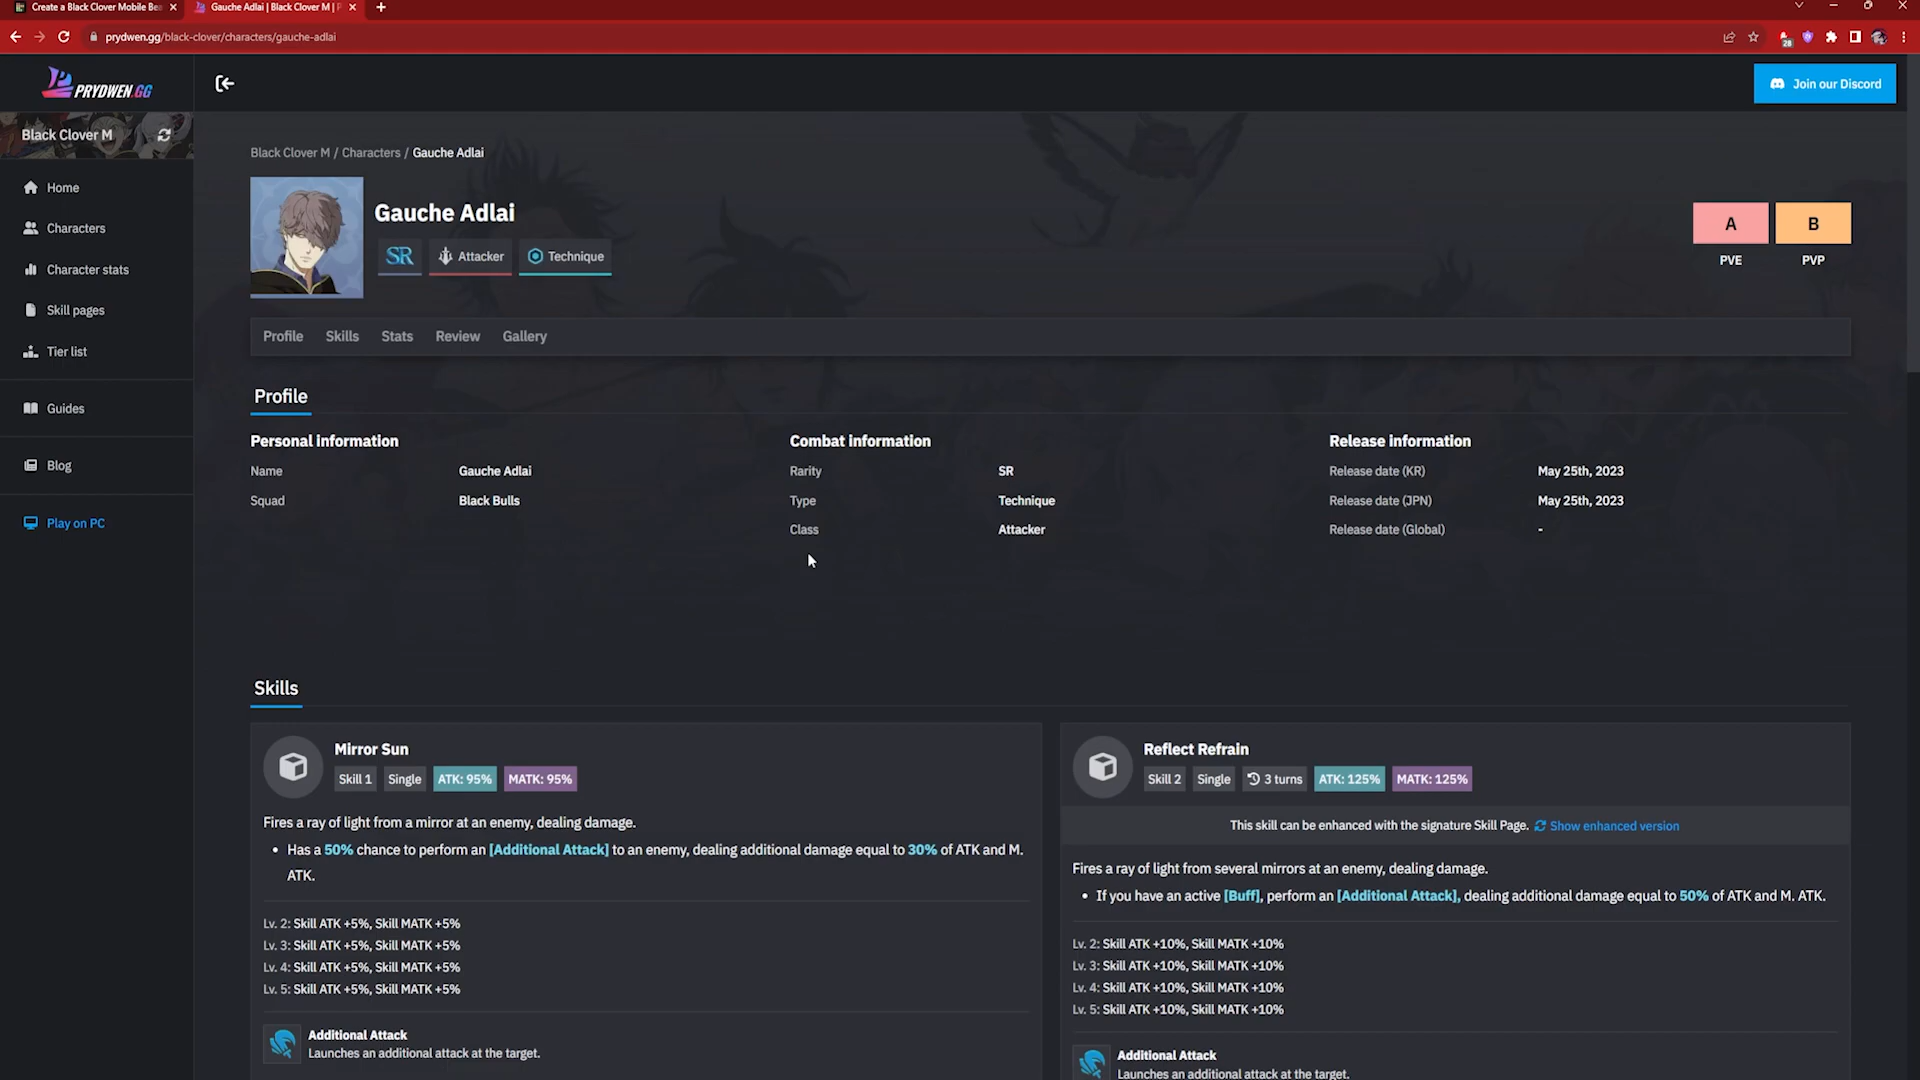 Create a Black Clover Mobile Be
Gauche Adlai | Black Clover M | P
prydwen.gg/black-clover/characters/gauche-adlai
28
PRYDWEN.GG
Join our Discord
Black Clover M
Home
Characters
Character stats
Skill pages
Tier list
Guides
Blog
Play on PC
Black Clover M / Characters / Gauche Adlai
Gauche Adlai
SR Attacker Technique
A B
PVE PVP
Profile Skills Stats Review Gallery
Profile
Personal information
Name Gauche Adlai
Squad Black Bulls
Combat information
Rarity SR
Type Technique
Class Attacker
Release information
Release date (KR) May 25th, 2023
Release date (JPN) May 25th, 2023
Release date (Global) -
Skills
Mirror Sun
Skill 1 Single ATK: 95% MATK: 95%
Fires a ray of light from a mirror at an enemy, dealing damage.
• Has a 50% chance to perform an [Additional Attack] to an enemy, dealing additional damage equal to 30% of ATK and M.
ATK.
Lv. 2: Skill ATK +5%, Skill MATK +5%
Lv. 3: Skill ATK +5%, Skill MATK +5%
Lv. 4: Skill ATK +5%, Skill MATK +5%
Lv. 5: Skill ATK +5%, Skill MATK +5%
Additional Attack
Launches an additional attack at the target.
Reflect Refrain
Skill 2 Single 3 turns ATK: 125% MATK: 125%
This skill can be enhanced with the signature Skill Page. Show enhanced version
Fires a ray of light from several mirrors at an enemy, dealing damage.
• If you have an active [Buff], perform an [Additional Attack], dealing additional damage equal to 50% of ATK and M. ATK.
Lv. 2: Skill ATK +10%, Skill MATK +10%
Lv. 3: Skill ATK +10%, Skill MATK +10%
Lv. 4: Skill ATK +10%, Skill MATK +10%
Lv. 5: Skill ATK +10%, Skill MATK +10%
Additional Attack
Launches an additional attack at the target.